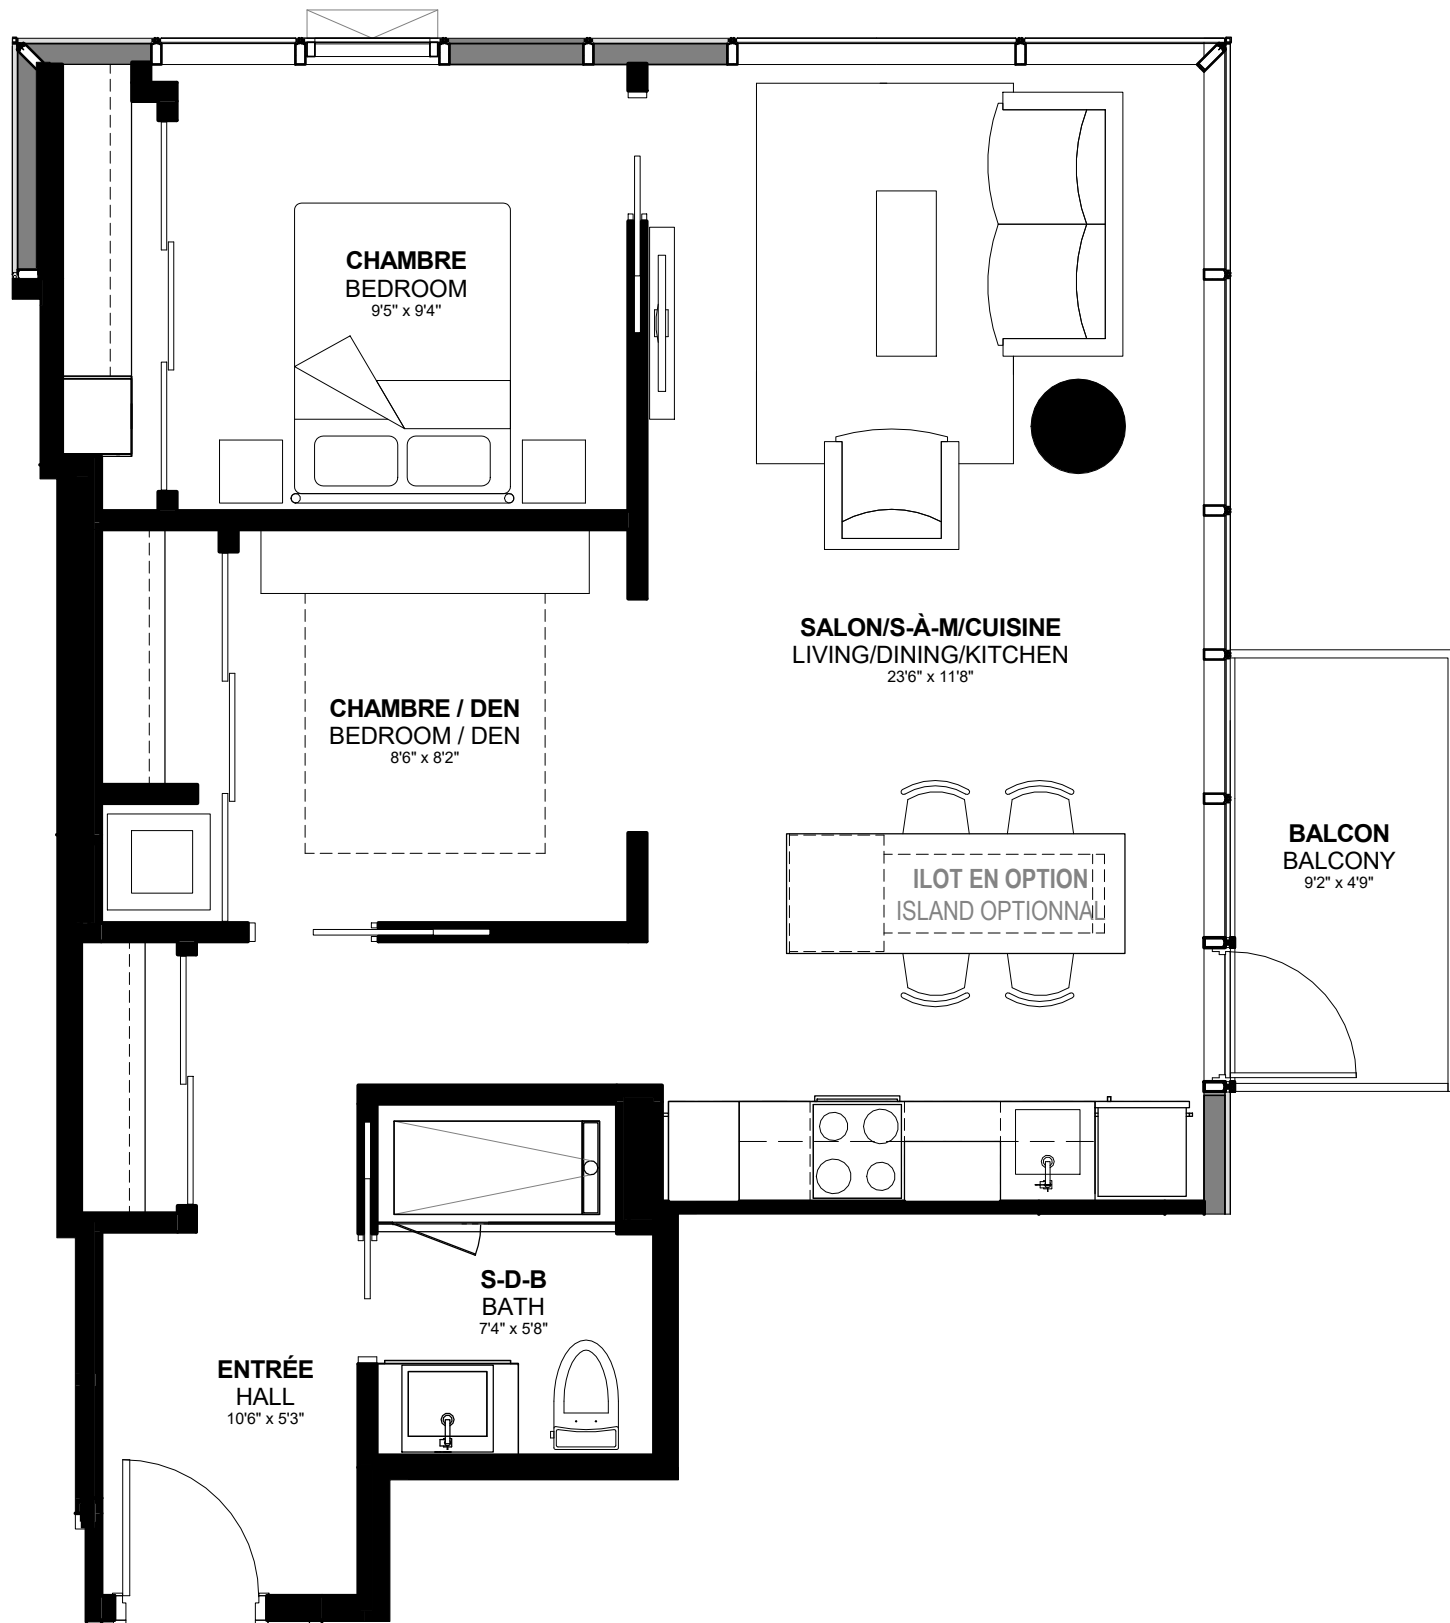 CHAMBRE
BEDROOM
9'5" x 9'4"
SALON/S-À-M/CUISINE
LIVING/DINING/KITCHEN
23'6" x 11'8"
CHAMBRE / DEN
BEDROOM / DEN
8'6" x 8'2"
BALCON
BALCONY
9'2" x 4'9"
ILOT EN OPTION
ISLAND OPTIONNAL
S-D-B
BATH
7'4" x 5'8"
ENTRÉE
HALL
10'6" x 5'3"